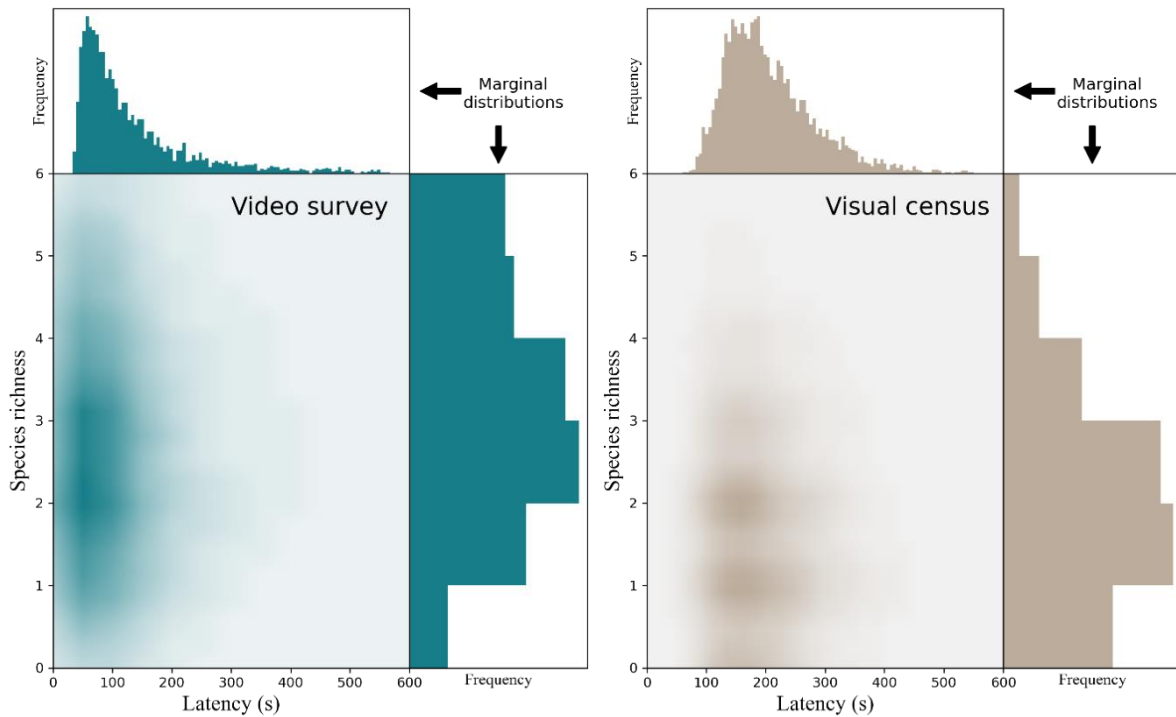 Frequency
Marginal
distributions
Frequency
Marginal
distributions
6
5
4
3
2
1
0
Species richness
Video survey
6
5
4
3
2
1
0
Species richness
Visual census
0 100 200 300 400 500 600
Frequency
Latency (s)
0 100 200 300 400 500 600
Frequency
Latency (s)